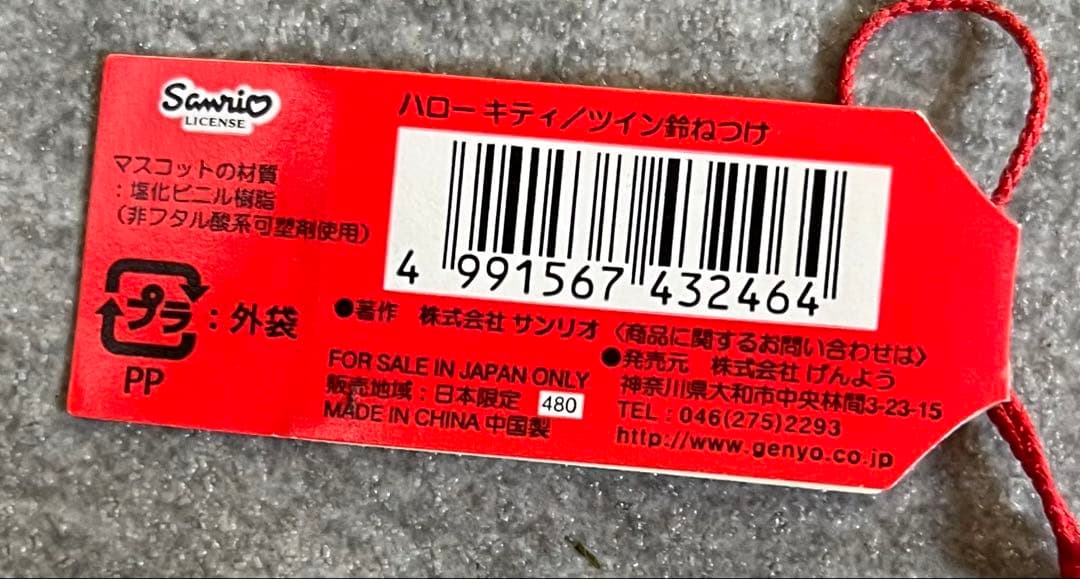 Sanrio
LICENSE
マスコットの材質
：塩化ビニル樹脂
（非フタル酸系可塑剤使用）
プラ：外袋
PP
ハロー キティ／ツイン鈴ねつけ
4 991567 432464
●著作 株式会社 サンリオ
FOR SALE IN JAPAN ONLY
販売地域：日本限定 480
MADE IN CHINA 中国製
〈商品に関するお問い合わせは〉
●発売元 株式会社 げんよう
神奈川県大和市中央林間3-23-15
TEL：046(275)2293
http://www.genyo.co.jp